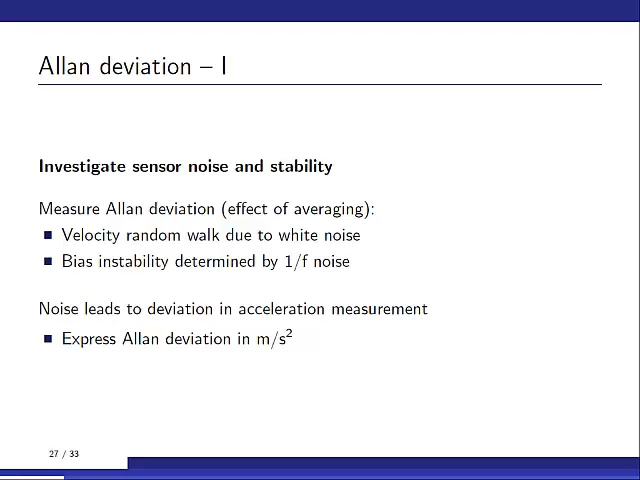 Allan deviation – I
Investigate sensor noise and stability
Measure Allan deviation (effect of averaging):
Velocity random walk due to white noise
Bias instability determined by 1/f noise
Noise leads to deviation in acceleration measurement
Express Allan deviation in m/s²
27 / 33